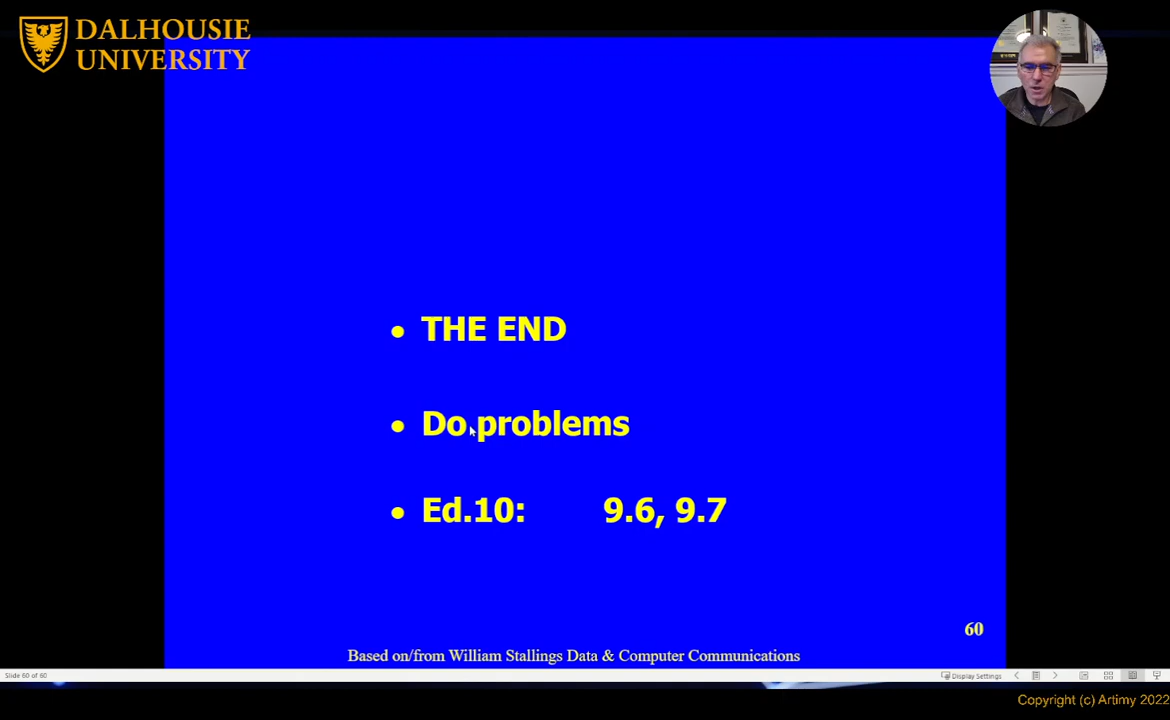 DALHOUSIE
UNIVERSITY
THE END
Do problems
Ed.10: 9.6, 9.7
60
Based on/from William Stallings Data & Computer Communications
Slide 60 of 60
Display Settings
Copyright (c) Artimy 2022